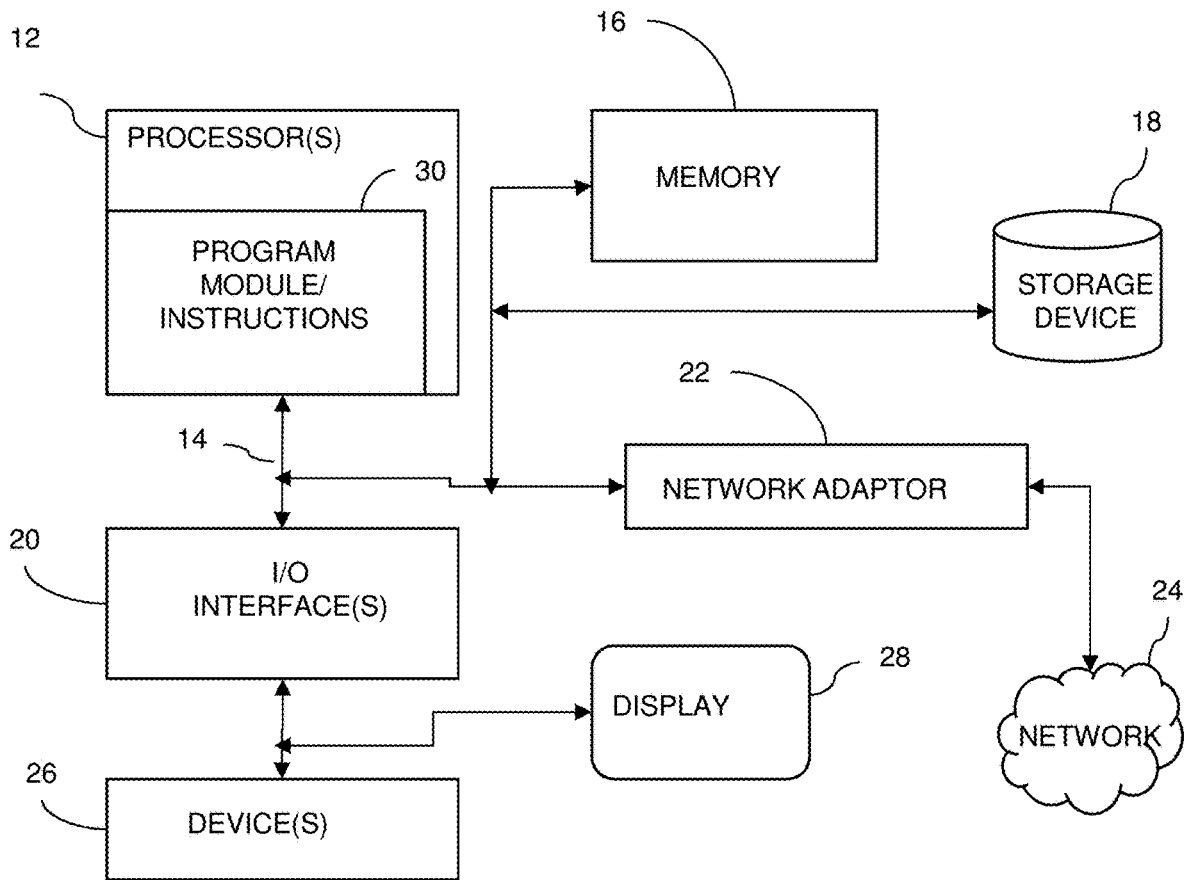 12
PROCESSOR(S)
30
PROGRAM
MODULE/
INSTRUCTIONS
16
MEMORY
18
STORAGE
DEVICE
14
22
NETWORK ADAPTOR
20
I/O
INTERFACE(S)
24
NETWORK
28
DISPLAY
26
DEVICE(S)